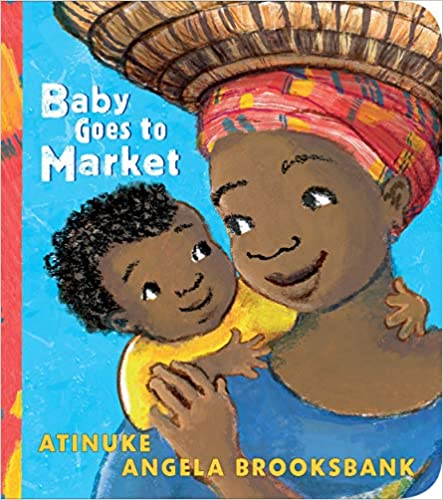 Baby
Goes to
Market
ATINUKE
ANGELA BROOKSBANK